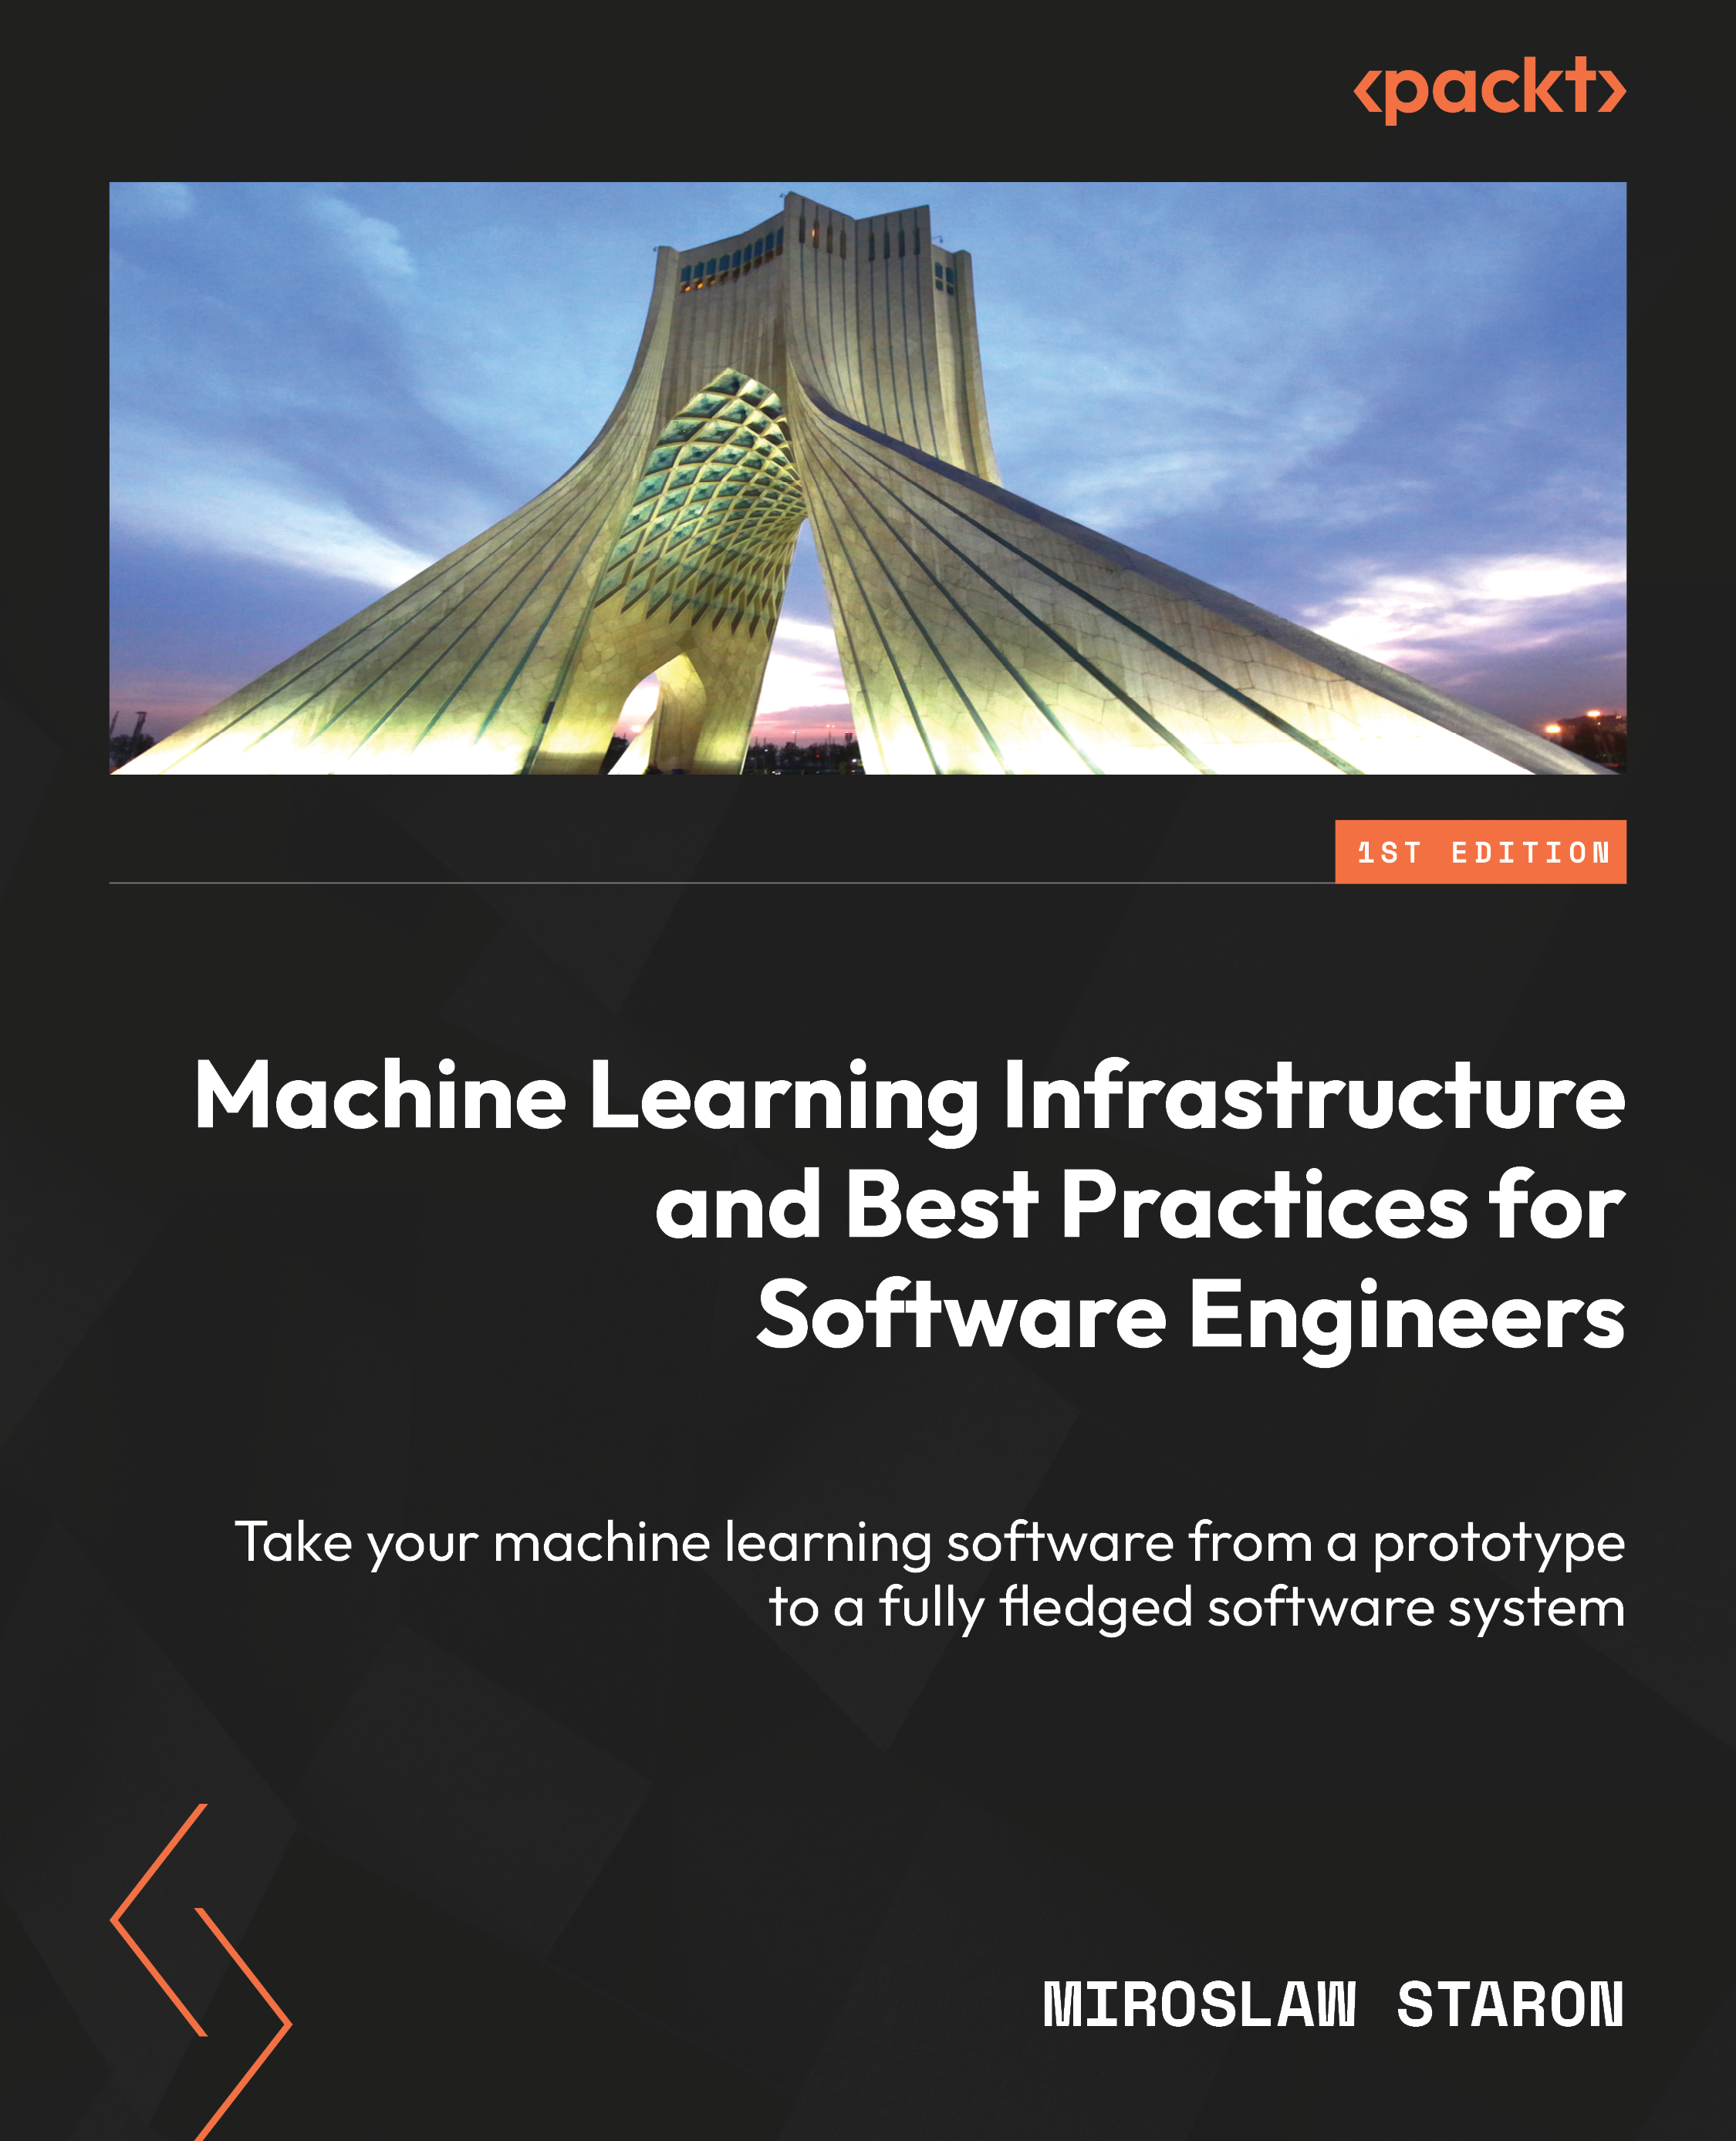 <packt>
1ST EDITION
Machine Learning Infrastructure
and Best Practices for
Software Engineers
Take your machine learning software from a prototype
to a fully fledged software system
MIROSLAW STARON